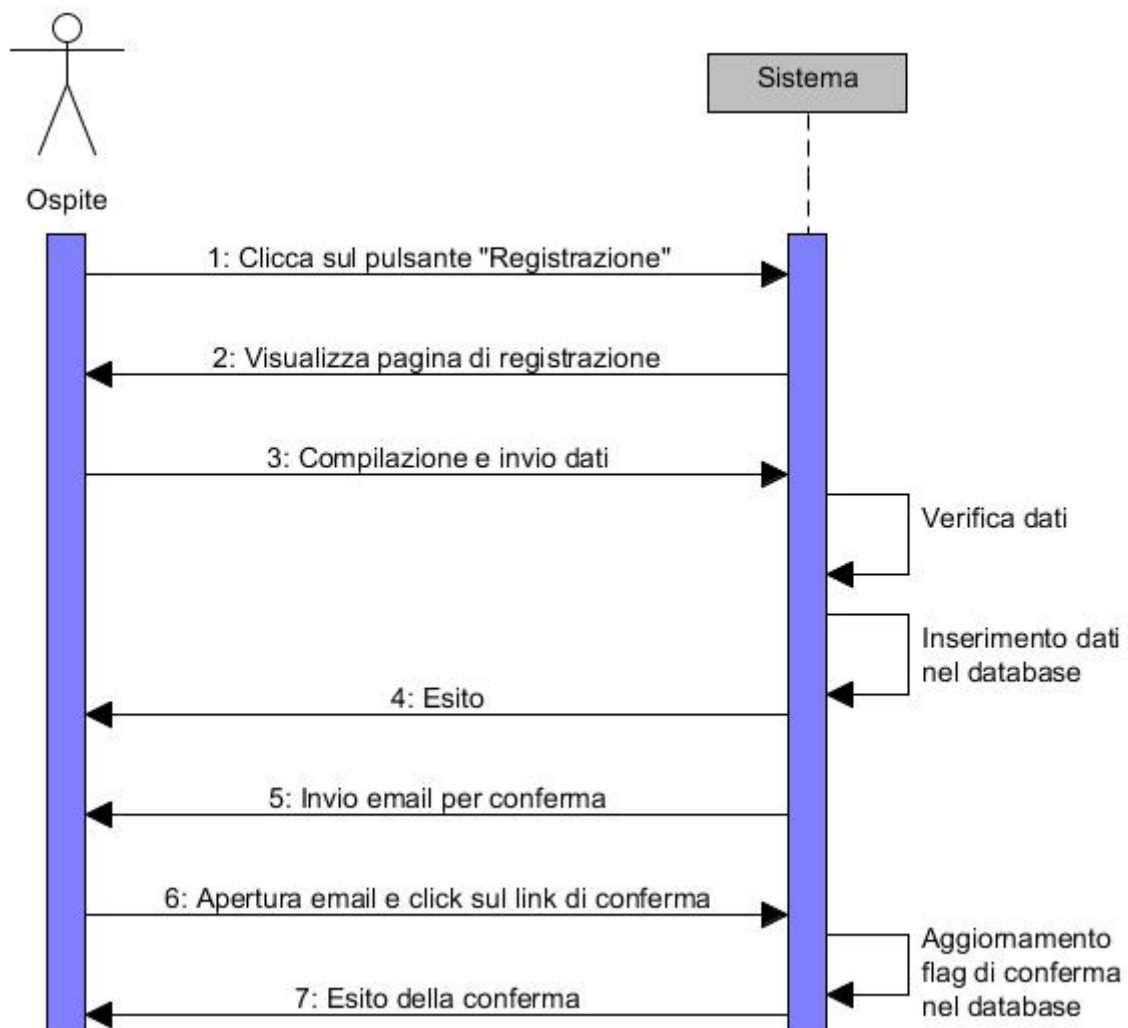 Sistema
Ospite
1: Clicca sul pulsante "Registrazione"
2: Visualizza pagina di registrazione
3: Compilazione e invio dati
Verifica dati
Inserimento dati
nel database
4: Esito
5: Invio email per conferma
6: Apertura email e click sul link di conferma
Aggiornamento
flag di conferma
nel database
7: Esito della conferma